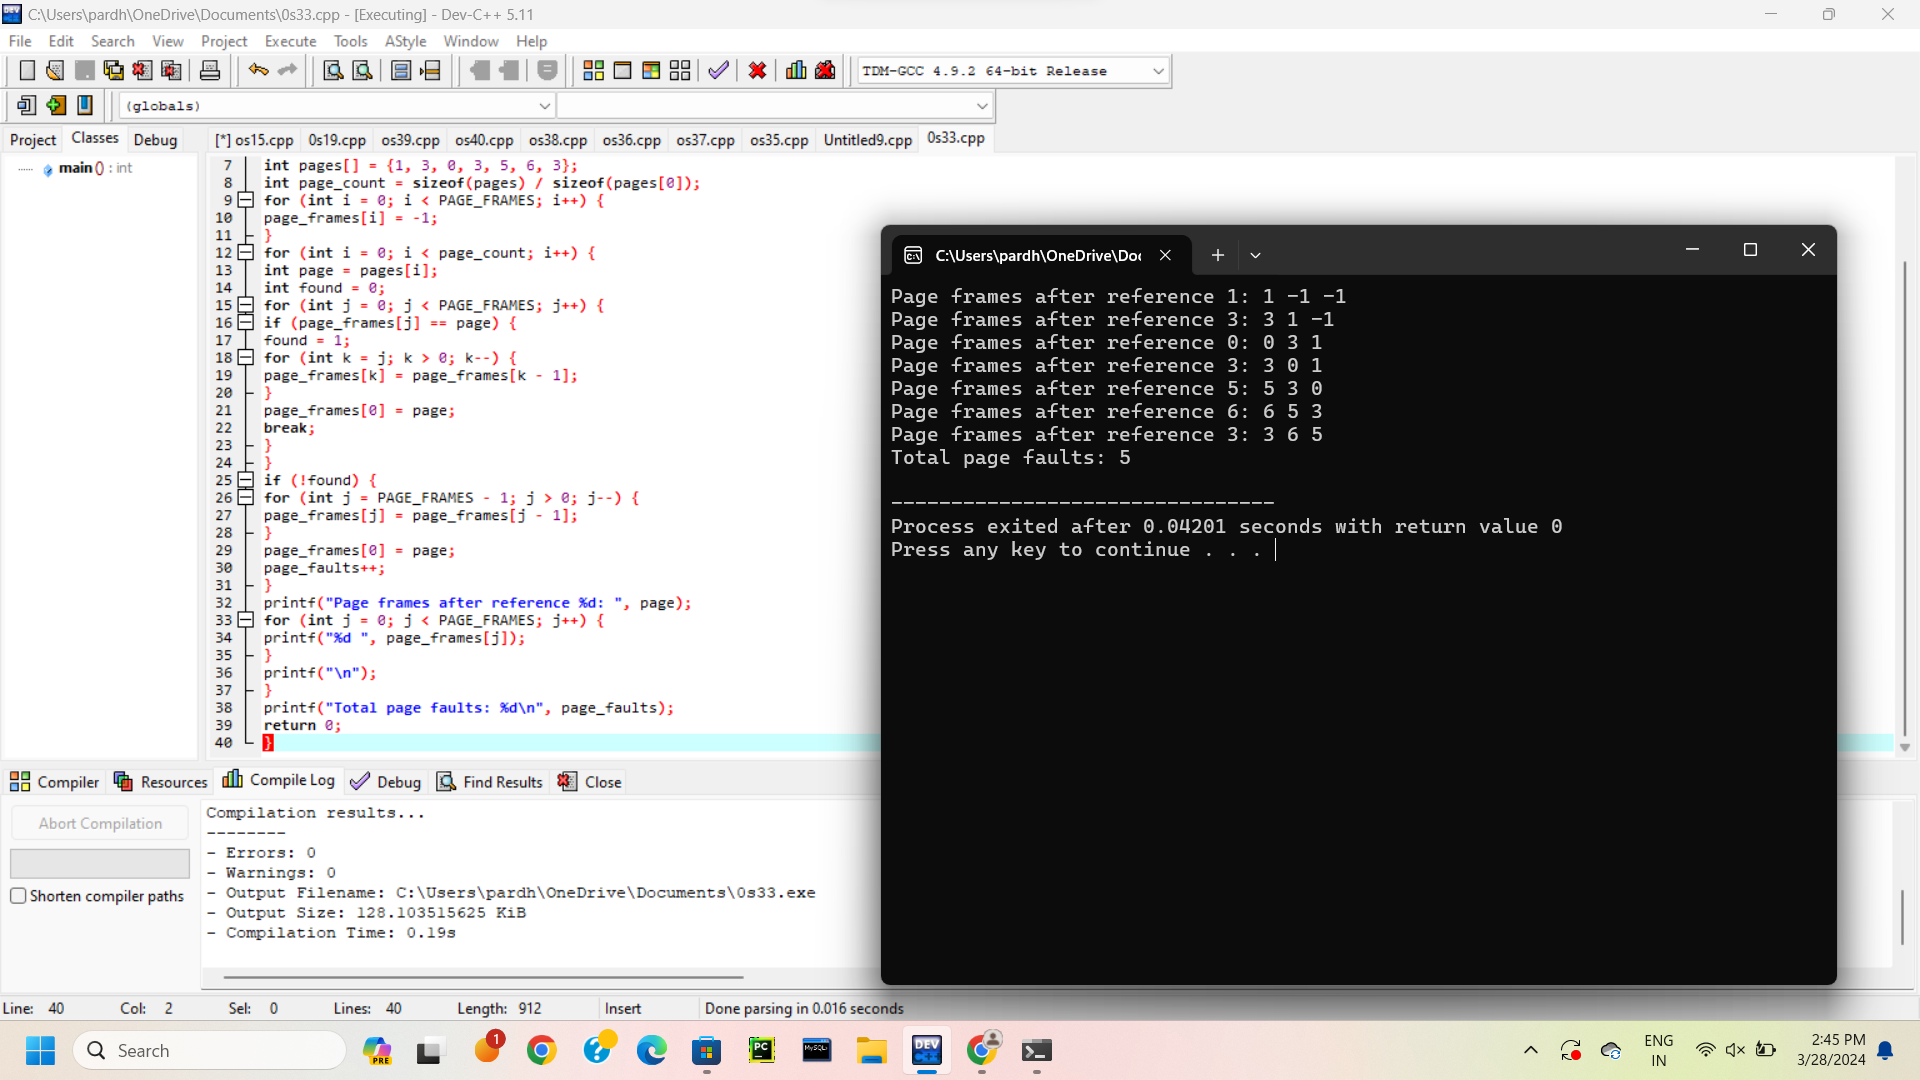 C:\Users\pardh\OneDrive\Documents\0s33.cpp - [Executing] - Dev-C++ 5.11
File Edit Search View Project Execute Tools AStyle Window Help
TDM-GCC 4.9.2 64-bit Release
(globals)
Project Classes Debug
[*] os15.cpp 0s19.cpp os39.cpp os40.cpp os38.cpp os36.cpp os37.cpp os35.cpp Untitled9.cpp 0s33.cpp
main () : int
7 int pages[] = {1, 3, 0, 3, 5, 6, 3};
8 int page_count = sizeof(pages) / sizeof(pages[0]);
9 for (int i = 0; i < PAGE_FRAMES; i++) {
10 page_frames[i] = -1;
11 }
12 for (int i = 0; i < page_count; i++) {
13 int page = pages[i];
14 int found = 0;
15 for (int j = 0; j < PAGE_FRAMES; j++) {
16 if (page_frames[j] == page) {
17 found = 1;
18 for (int k = j; k > 0; k--) {
19 page_frames[k] = page_frames[k - 1];
20 }
21 page_frames[0] = page;
22 break;
23 }
24 }
25 if (!found) {
26 for (int j = PAGE_FRAMES - 1; j > 0; j--) {
27 page_frames[j] = page_frames[j - 1];
28 }
29 page_frames[0] = page;
30 page_faults++;
31 }
32 printf("Page frames after reference %d: ", page);
33 for (int j = 0; j < PAGE_FRAMES; j++) {
34 printf("%d ", page_frames[j]);
35 }
36 printf("\n");
37 }
38 printf("Total page faults: %d\n", page_faults);
39 return 0;
40 }
C:\Users\pardh\OneDrive\Doc
Page frames after reference 1: 1 -1 -1
Page frames after reference 3: 3 1 -1
Page frames after reference 0: 0 3 1
Page frames after reference 3: 3 0 1
Page frames after reference 5: 5 3 0
Page frames after reference 6: 6 5 3
Page frames after reference 3: 3 6 5
Total page faults: 5
--------------------------------
Process exited after 0.04201 seconds with return value 0
Press any key to continue . . .
Compiler Resources Compile Log Debug Find Results Close
Abort Compilation
Shorten compiler paths
Compilation results...
--------
- Errors: 0
- Warnings: 0
- Output Filename: C:\Users\pardh\OneDrive\Documents\0s33.exe
- Output Size: 128.103515625 KiB
- Compilation Time: 0.19s
Line: 40 Col: 2 Sel: 0 Lines: 40 Length: 912 Insert Done parsing in 0.016 seconds
Search
PRE
1
PC
MySQL
DEV C++
ENG
IN
2:45 PM
3/28/2024